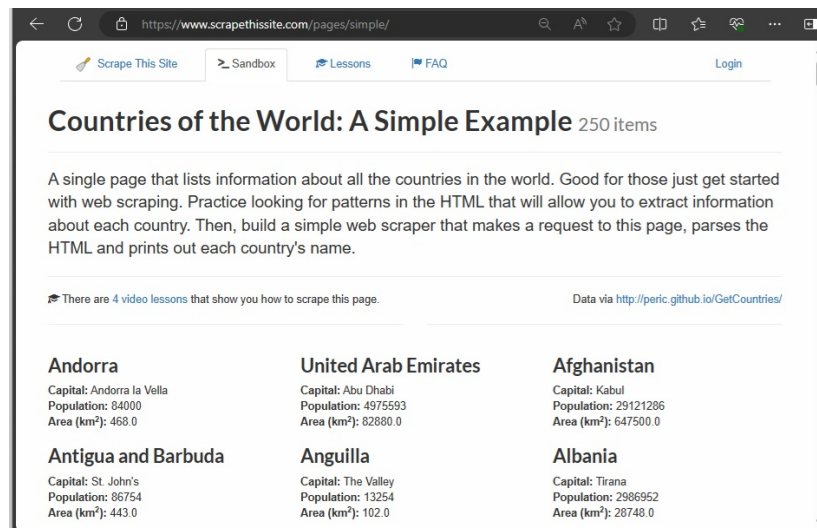 https://www.scrapethissite.com/pages/simple/
Scrape This Site
Sandbox
Lessons
FAQ
Login
Countries of the World: A Simple Example 250 items
A single page that lists information about all the countries in the world. Good for those just get started
with web scraping. Practice looking for patterns in the HTML that will allow you to extract information
about each country. Then, build a simple web scraper that makes a request to this page, parses the
HTML and prints out each country's name.
There are 4 video lessons that show you how to scrape this page.
Data via http://peric.github.io/GetCountries/
Andorra
Capital: Andorra la Vella
Population: 84000
Area (km²): 468.0
United Arab Emirates
Capital: Abu Dhabi
Population: 4975593
Area (km²): 82880.0
Afghanistan
Capital: Kabul
Population: 29121286
Area (km²): 647500.0
Antigua and Barbuda
Capital: St. John's
Population: 86754
Area (km²): 443.0
Anguilla
Capital: The Valley
Population: 13254
Area (km²): 102.0
Albania
Capital: Tirana
Population: 2986952
Area (km²): 28748.0